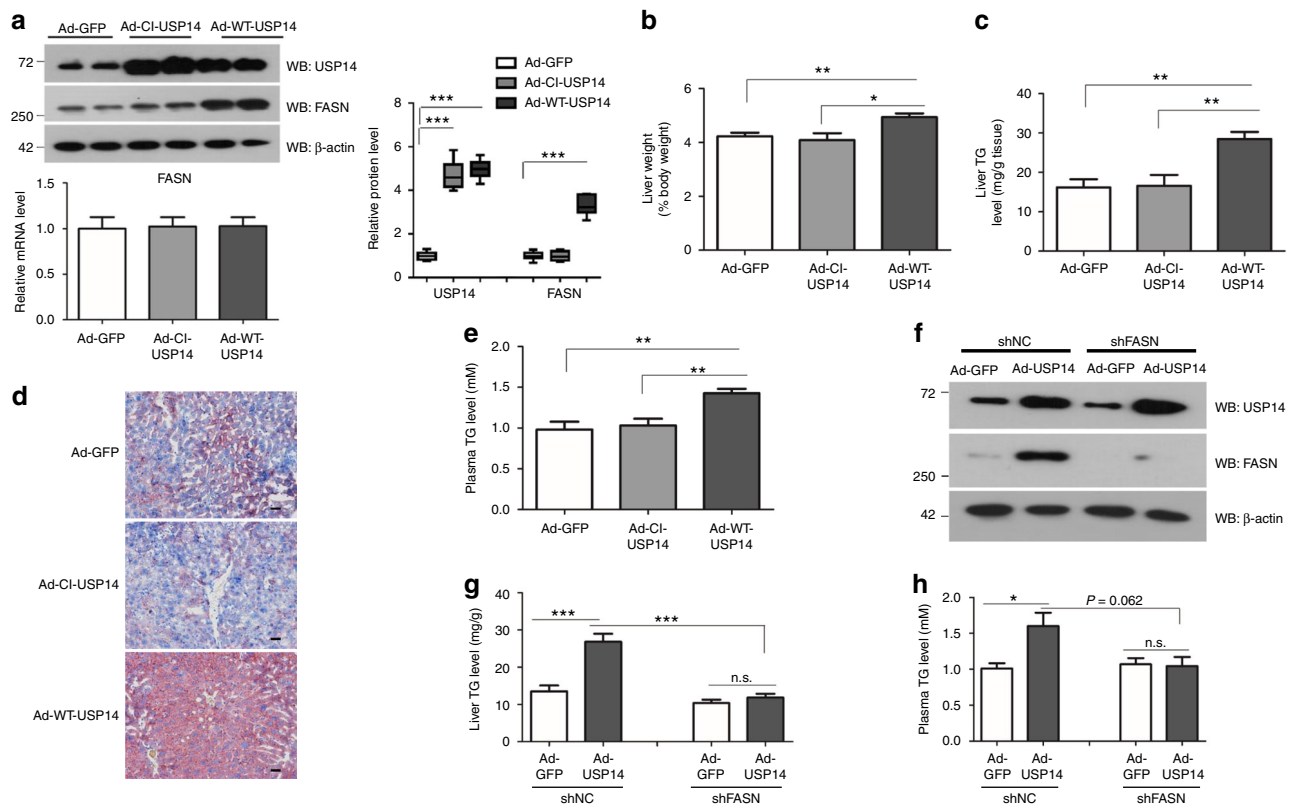 a
Ad-GFP Ad-CI-USP14 Ad-WT-USP14
72 WB: USP14
250 WB: FASN
42 WB: β-actin
FASN
Relative mRNA level
1.5
1.0
0.5
0.0
Ad-GFP Ad-CI-USP14 Ad-WT-USP14
Ad-GFP
Ad-CI-USP14
Ad-WT-USP14
Relative protien level
8
6
4
2
0
***
***
***
USP14 FASN
b
Liver weight
(% body weight)
6
4
2
0
**
*
Ad-GFP Ad-CI-USP14 Ad-WT-USP14
c
Liver TG
level (mg/g tissue)
40
30
20
10
0
**
**
Ad-GFP Ad-CI-USP14 Ad-WT-USP14
d
Ad-GFP
Ad-CI-USP14
Ad-WT-USP14
e
Plasma TG level (mM)
2.0
1.5
1.0
0.5
0.0
**
**
Ad-GFP Ad-CI-USP14 Ad-WT-USP14
f
shNC shFASN
Ad-GFP Ad-USP14 Ad-GFP Ad-USP14
72 WB: USP14
250 WB: FASN
42 WB: β-actin
g
Liver TG level (mg/g)
40
30
20
10
0
***
***
n.s.
Ad-GFP Ad-USP14 Ad-GFP Ad-USP14
shNC shFASN
h
Plasma TG level (mM)
2.0
1.5
1.0
0.5
0.0
*
P = 0.062
n.s.
Ad-GFP Ad-USP14 Ad-GFP Ad-USP14
shNC shFASN